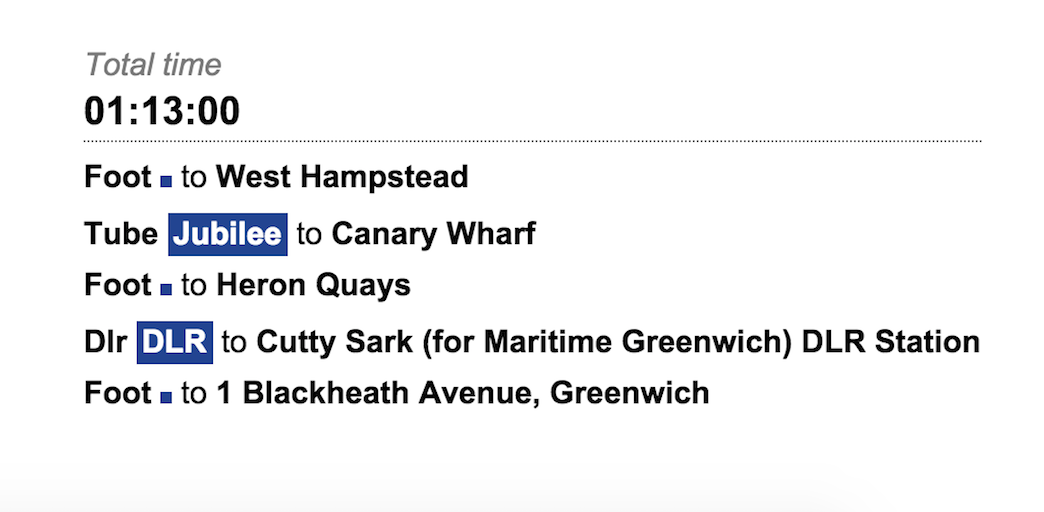 Total time
01:13:00
Foot to West Hampstead
Tube Jubilee to Canary Wharf
Foot to Heron Quays
Dlr DLR to Cutty Sark (for Maritime Greenwich) DLR Station
Foot to 1 Blackheath Avenue, Greenwich